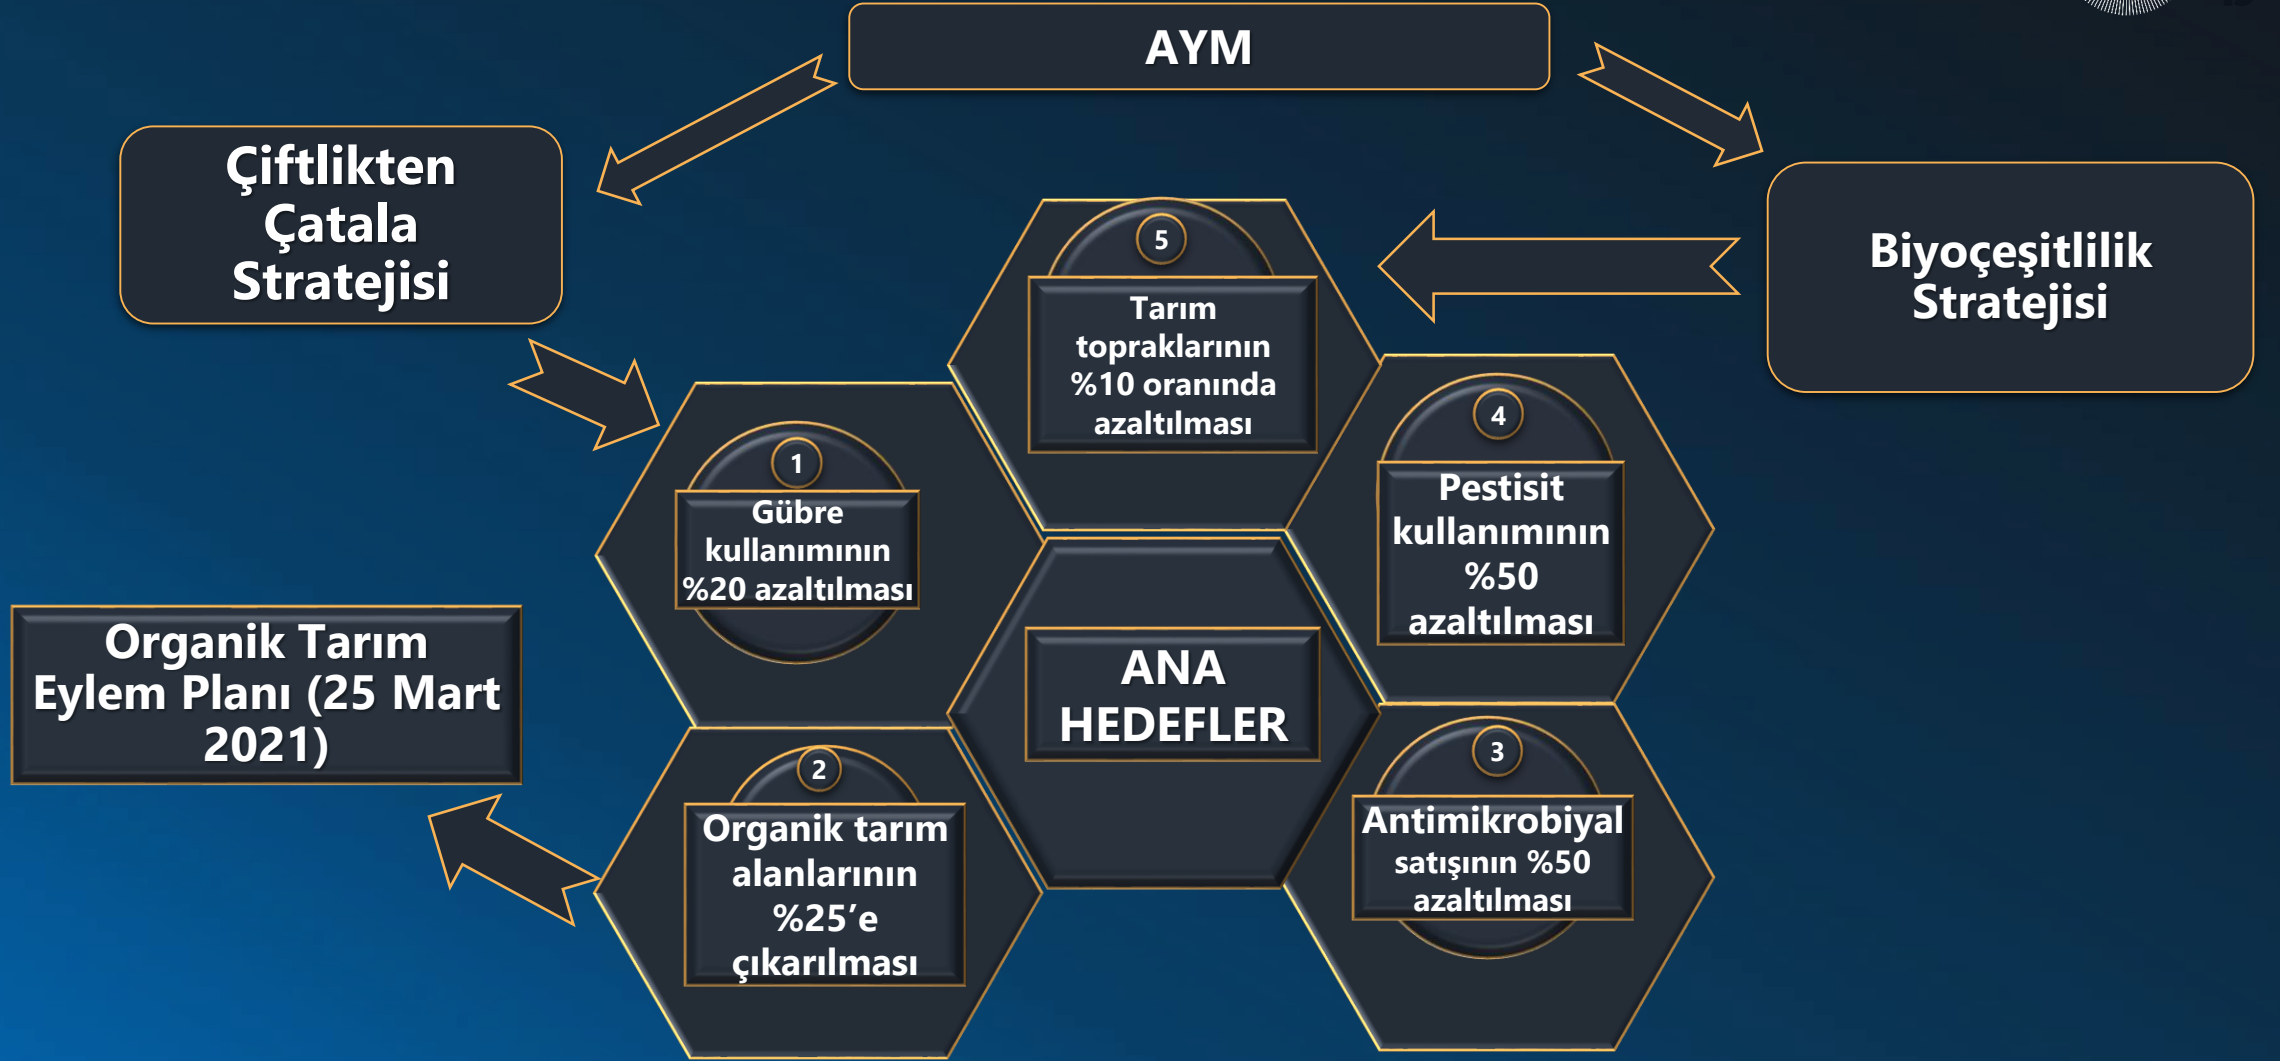 AYM
Çiftlikten
Çatala
Stratejisi
Biyoçeşitlilik
Stratejisi
5
Tarım
topraklarının
%10 oranında
azaltılması
4
Pestisit
kullanımının
%50
azaltılması
1
Gübre
kullanımının
%20 azaltılması
Organik Tarım
Eylem Planı (25 Mart
2021)
ANA
HEDEFLER
2
Organik tarım
alanlarının
%25’e
çıkarılması
3
Antimikrobiyal
satışının %50
azaltılması